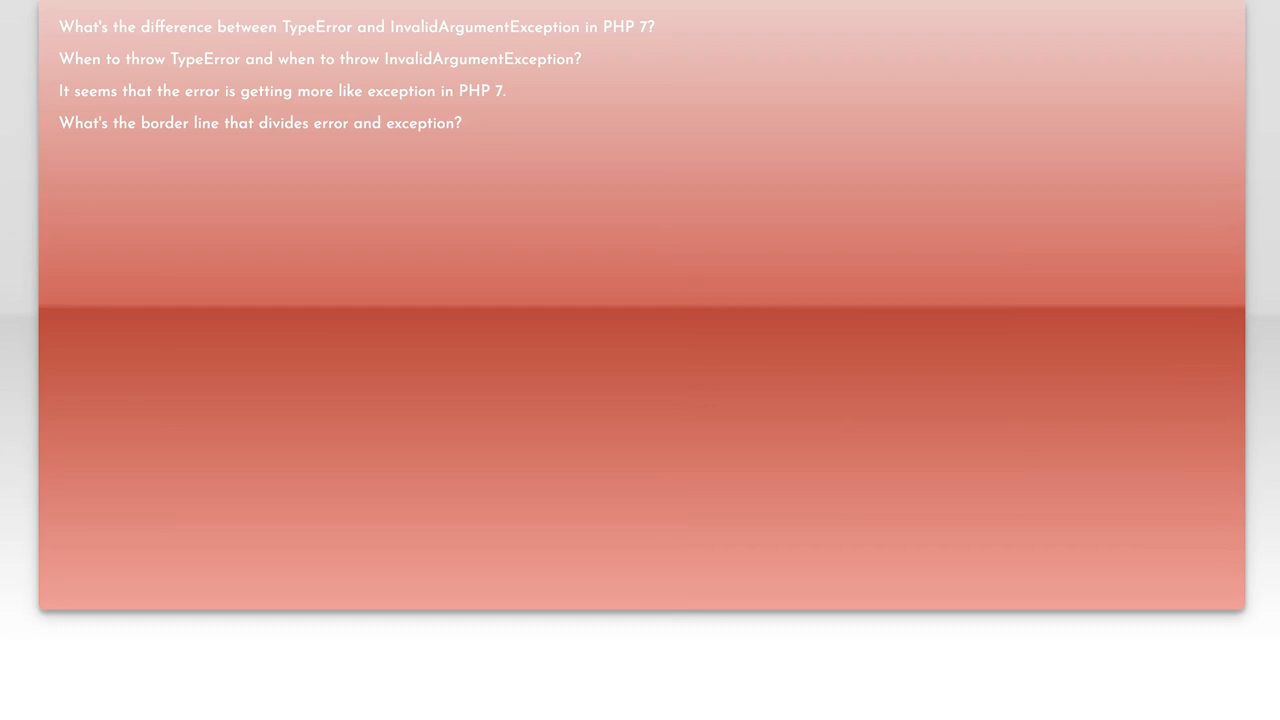 What's the difference between TypeError and InvalidArgumentException in PHP 7?
When to throw TypeError and when to throw InvalidArgumentException?
It seems that the error is getting more like exception in PHP 7.
What's the border line that divides error and exception?